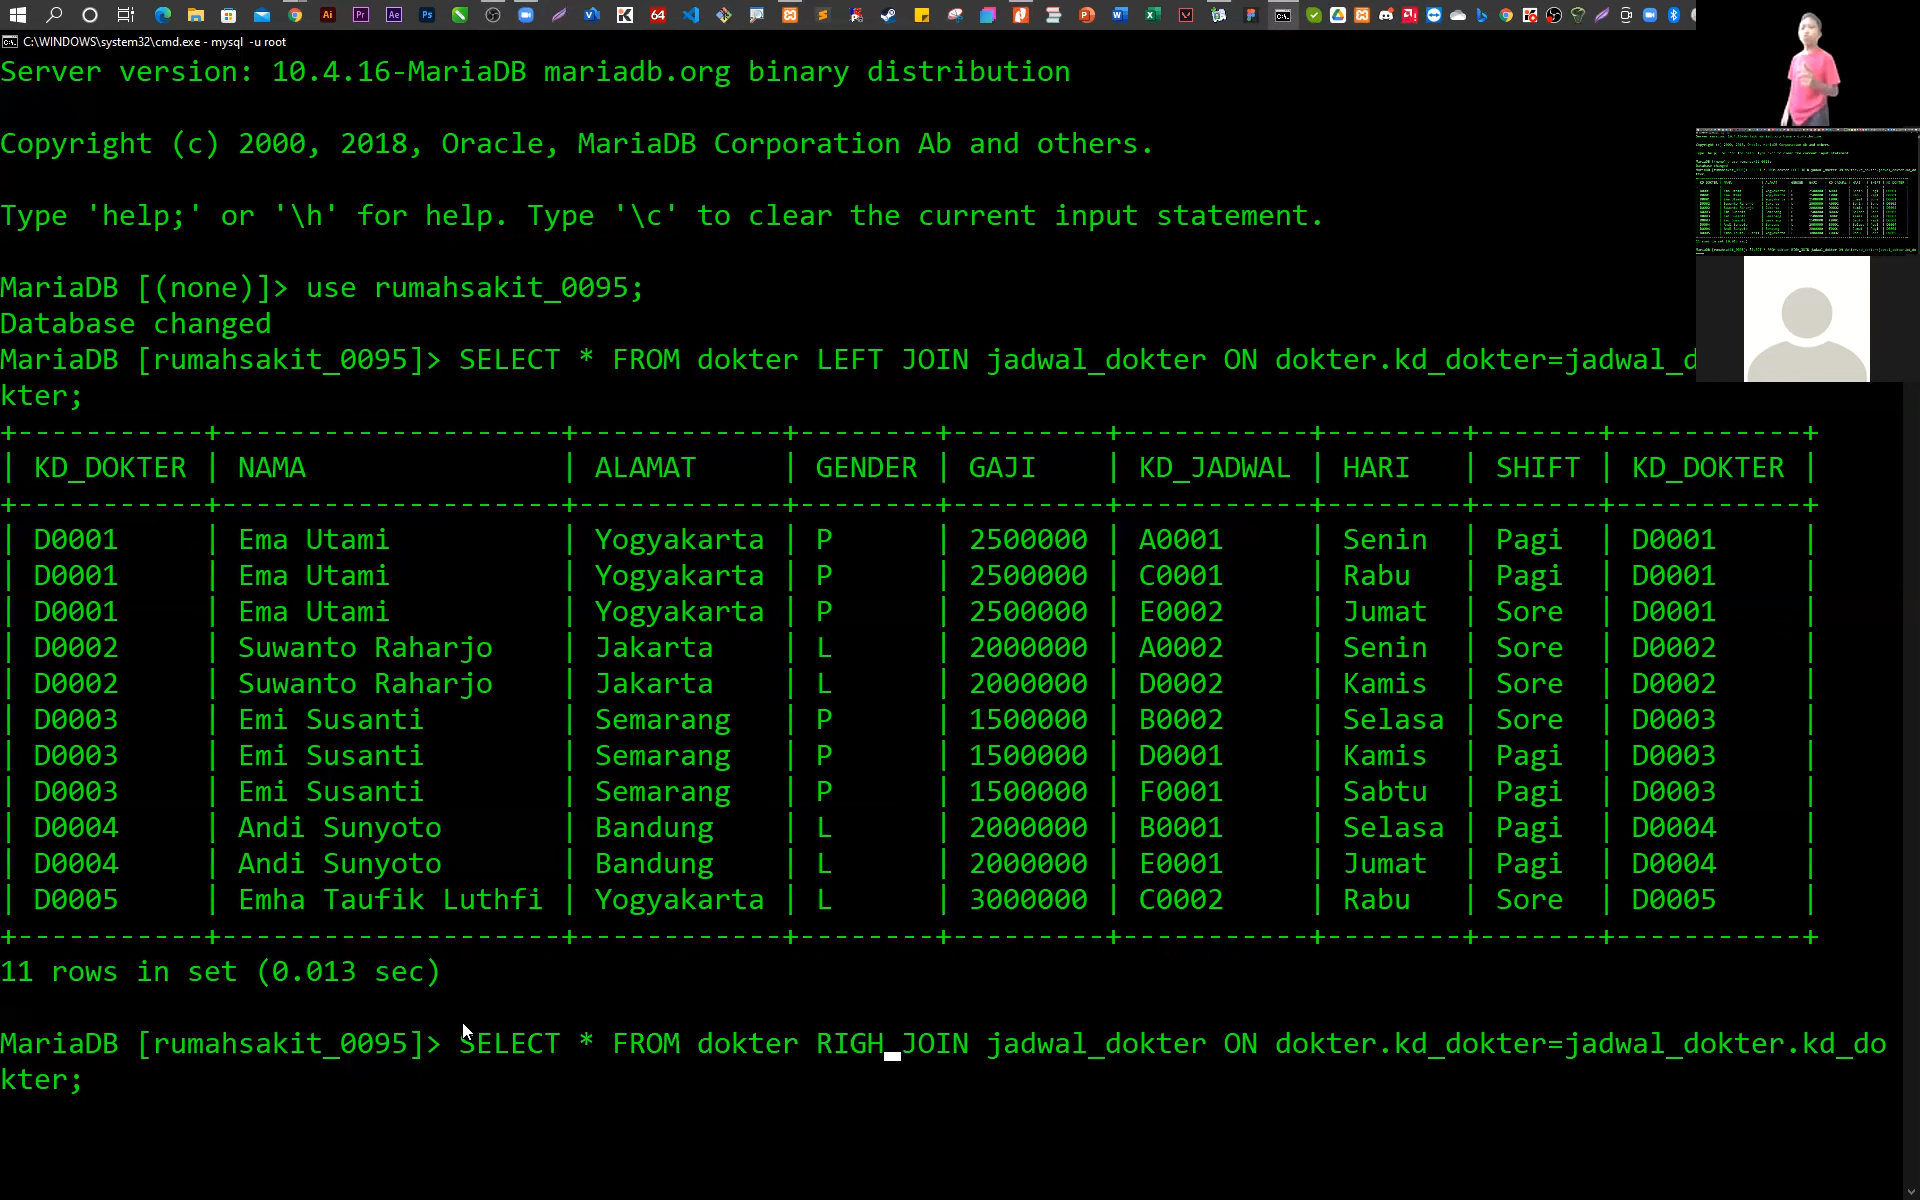 C:\WINDOWS\system32\cmd.exe - mysql  -u root
Server version: 10.4.16-MariaDB mariadb.org binary distribution
Copyright (c) 2000, 2018, Oracle, MariaDB Corporation Ab and others.
Type 'help;' or '\h' for help. Type '\c' to clear the current input statement.
MariaDB [(none)]> use rumahsakit_0095;
Database changed
MariaDB [rumahsakit_0095]> SELECT * FROM dokter LEFT JOIN jadwal_dokter ON dokter.kd_dokter=jadwal_d
kter;
+-----------+--------------------+------------+--------+---------+-----------+--------+-------+-----------+
| KD_DOKTER | NAMA               | ALAMAT     | GENDER | GAJI    | KD_JADWAL | HARI   | SHIFT | KD_DOKTER |
+-----------+--------------------+------------+--------+---------+-----------+--------+-------+-----------+
| D0001     | Ema Utami          | Yogyakarta | P      | 2500000 | A0001     | Senin  | Pagi  | D0001     |
| D0001     | Ema Utami          | Yogyakarta | P      | 2500000 | C0001     | Rabu   | Pagi  | D0001     |
| D0001     | Ema Utami          | Yogyakarta | P      | 2500000 | E0002     | Jumat  | Sore  | D0001     |
| D0002     | Suwanto Raharjo    | Jakarta    | L      | 2000000 | A0002     | Senin  | Sore  | D0002     |
| D0002     | Suwanto Raharjo    | Jakarta    | L      | 2000000 | D0002     | Kamis  | Sore  | D0002     |
| D0003     | Emi Susanti        | Semarang   | P      | 1500000 | B0002     | Selasa | Sore  | D0003     |
| D0003     | Emi Susanti        | Semarang   | P      | 1500000 | D0001     | Kamis  | Pagi  | D0003     |
| D0003     | Emi Susanti        | Semarang   | P      | 1500000 | F0001     | Sabtu  | Pagi  | D0003     |
| D0004     | Andi Sunyoto       | Bandung    | L      | 2000000 | B0001     | Selasa | Pagi  | D0004     |
| D0004     | Andi Sunyoto       | Bandung    | L      | 2000000 | E0001     | Jumat  | Pagi  | D0004     |
| D0005     | Emha Taufik Luthfi | Yogyakarta | L      | 3000000 | C0002     | Rabu   | Sore  | D0005     |
+-----------+--------------------+------------+--------+---------+-----------+--------+-------+-----------+
11 rows in set (0.013 sec)
MariaDB [rumahsakit_0095]> SELECT * FROM dokter RIGH JOIN jadwal_dokter ON dokter.kd_dokter=jadwal_dokter.kd_do
kter;